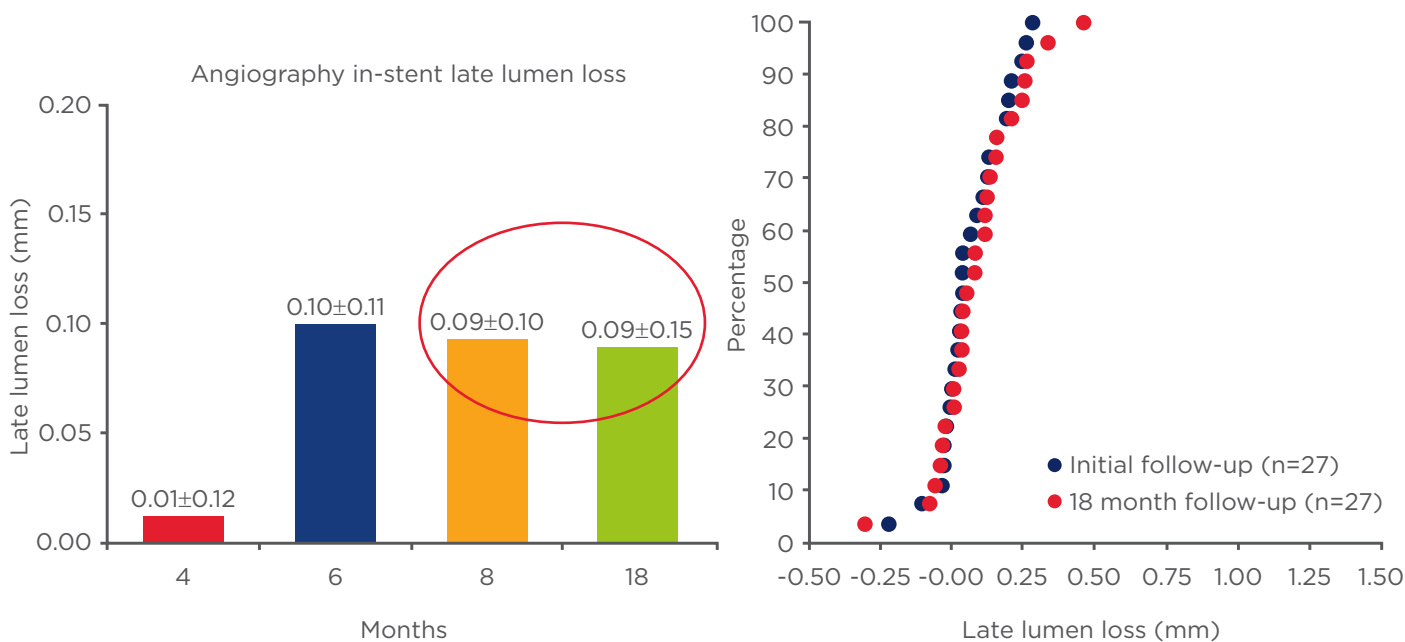 Angiography in-stent late lumen loss
Late lumen loss (mm)
0.20
0.15
0.10
0.05
0.00
0.01±0.12
0.10±0.11
0.09±0.10
0.09±0.15
4 6 8 18
Months
Percentage
100
90
80
70
60
50
40
30
20
10
0
Initial follow-up (n=27)
18 month follow-up (n=27)
-0.50 -0.25 -0.00 0.25 0.50 0.75 1.00 1.25 1.50
Late lumen loss (mm)